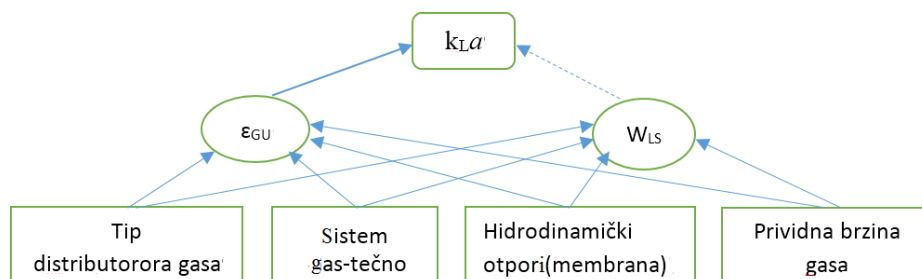 kLa
εGU
WLS
Tip
distributorora gasa
Sistem
gas-tečno
Hidrodinamički
otpori(membrana)
Prividna brzina
gasa